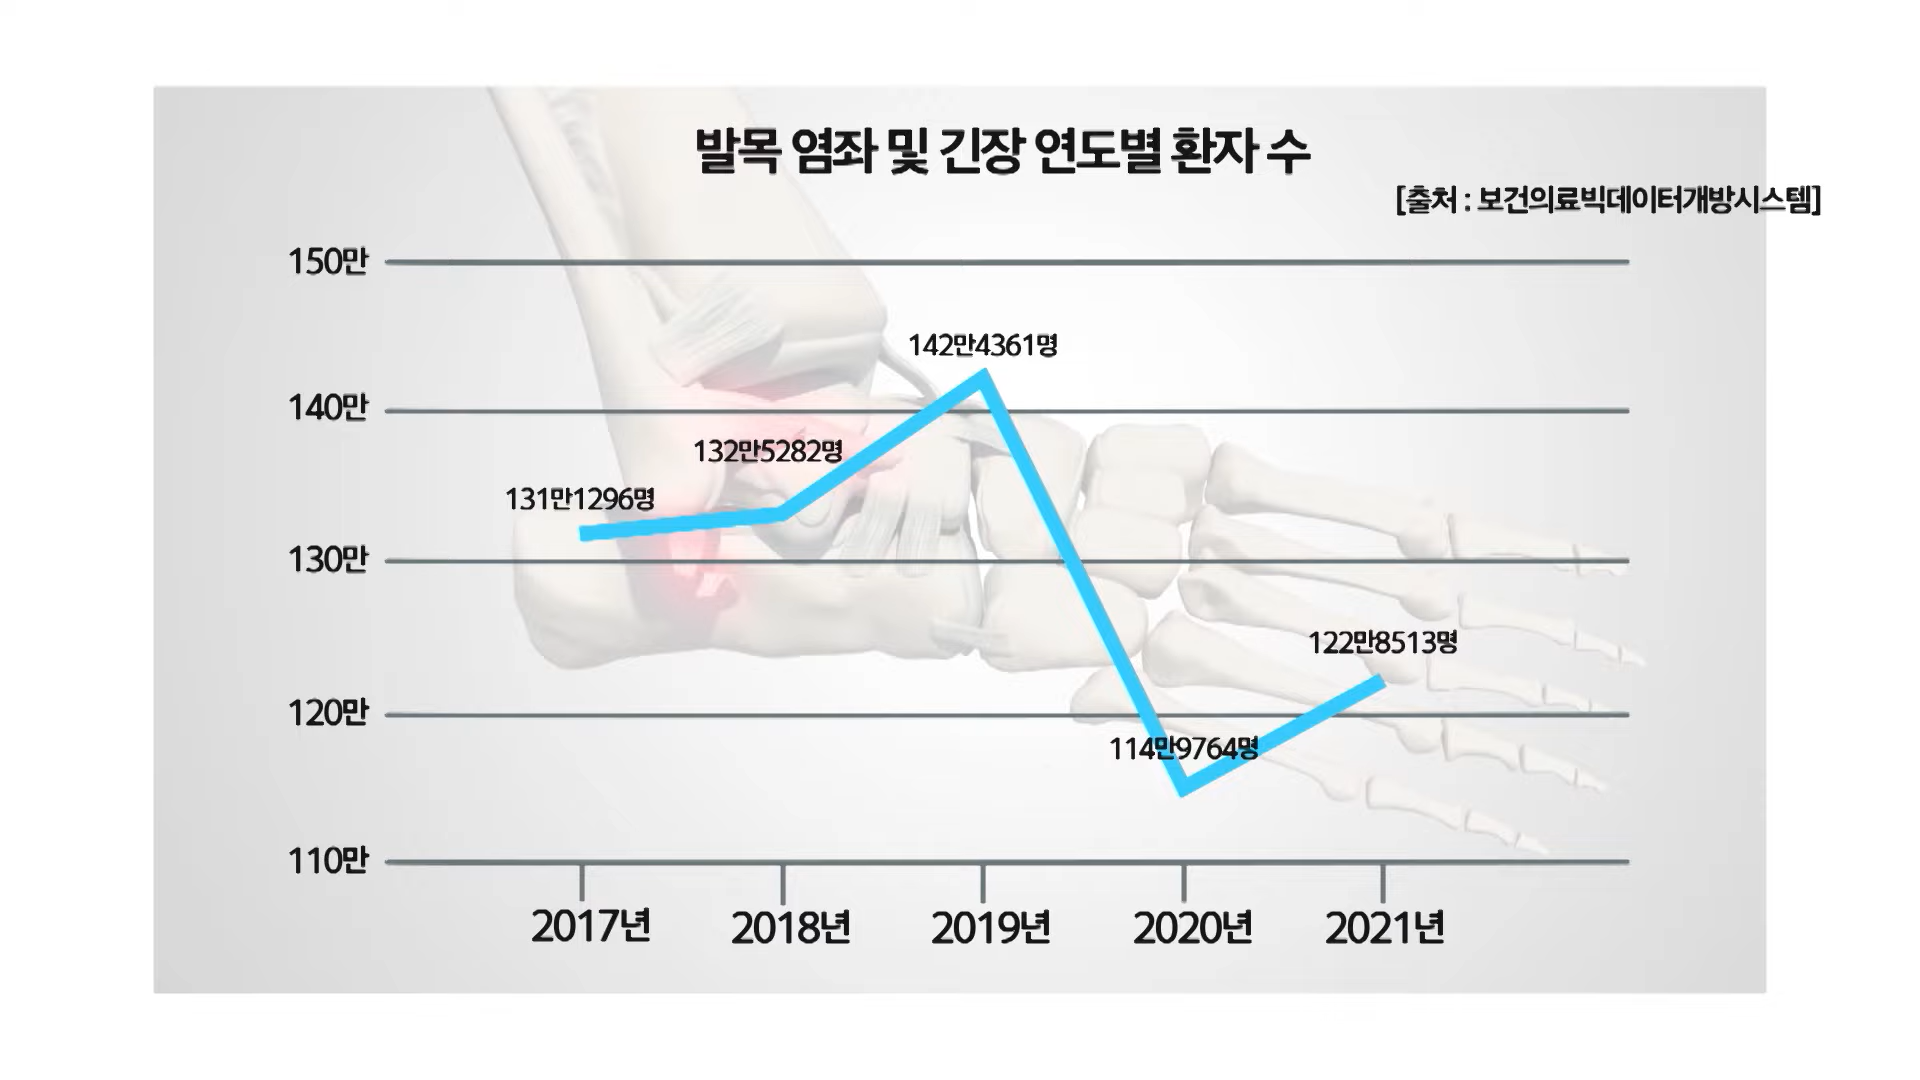 발목 염좌 및 긴장 연도별 환자 수
[출처 : 보건의료빅데이터개방시스템]
150만
142만4361명
140만
132만5282명
131만1296명
130만
122만8513명
120만
114만9764명
110만
2017년 2018년 2019년 2020년 2021년